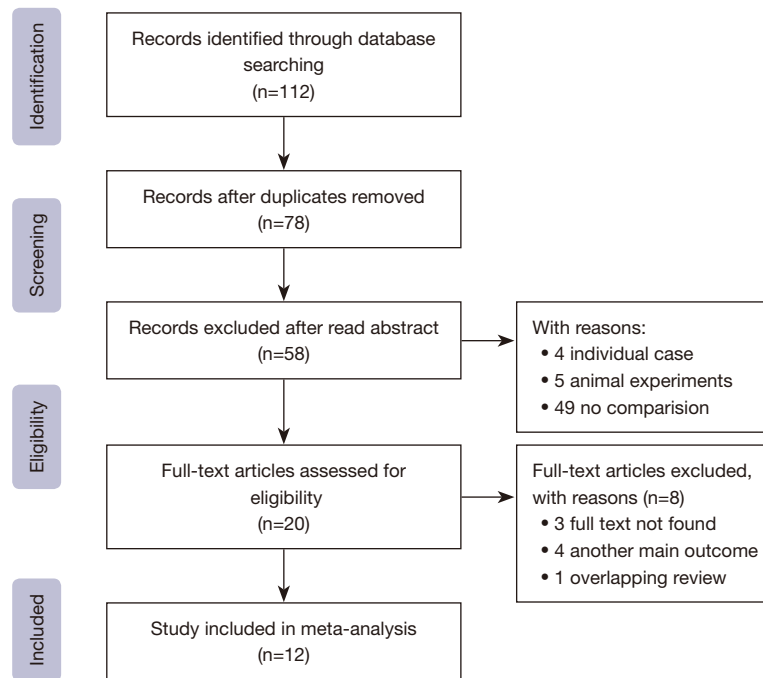 Identification
Records identified through database
searching
(n=112)
Screening
Records after duplicates removed
(n=78)
Records excluded after read abstract
(n=58)
With reasons:
• 4 individual case
• 5 animal experiments
• 49 no comparision
Eligibility
Full-text articles assessed for
eligibility
(n=20)
Full-text articles excluded,
with reasons (n=8)
• 3 full text not found
• 4 another main outcome
• 1 overlapping review
Included
Study included in meta-analysis
(n=12)